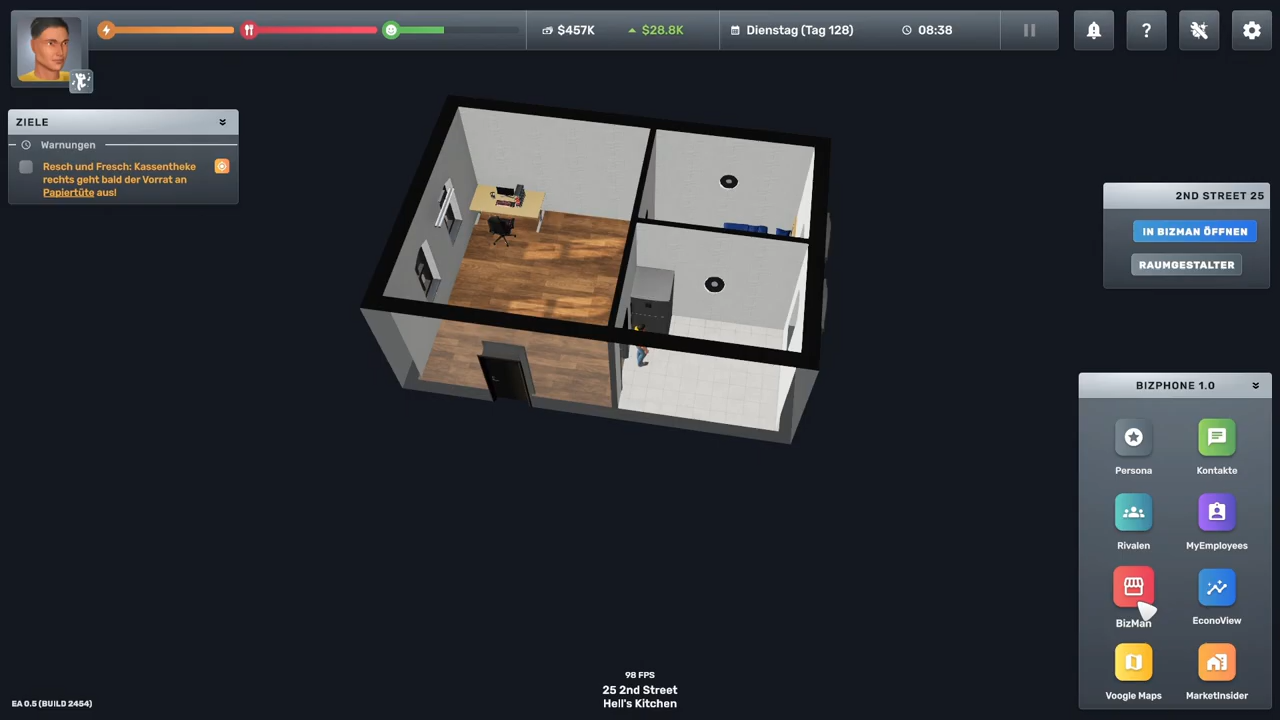 $457K
$28.8K
Dienstag (Tag 128)
08:38
?
ZIELE
Warnungen
Resch und Fresch: Kassentheke
rechts geht bald der Vorrat an
Papiertüte aus!
2ND STREET 25
IN BIZMAN ÖFFNEN
RAUMGESTALTER
BIZPHONE 1.0
Persona
Kontakte
Rivalen
MyEmployees
BizMan
EconoView
Voogle Maps
MarketInsider
98 FPS
25 2nd Street
Hell's Kitchen
EA 0.5 (BUILD 2454)